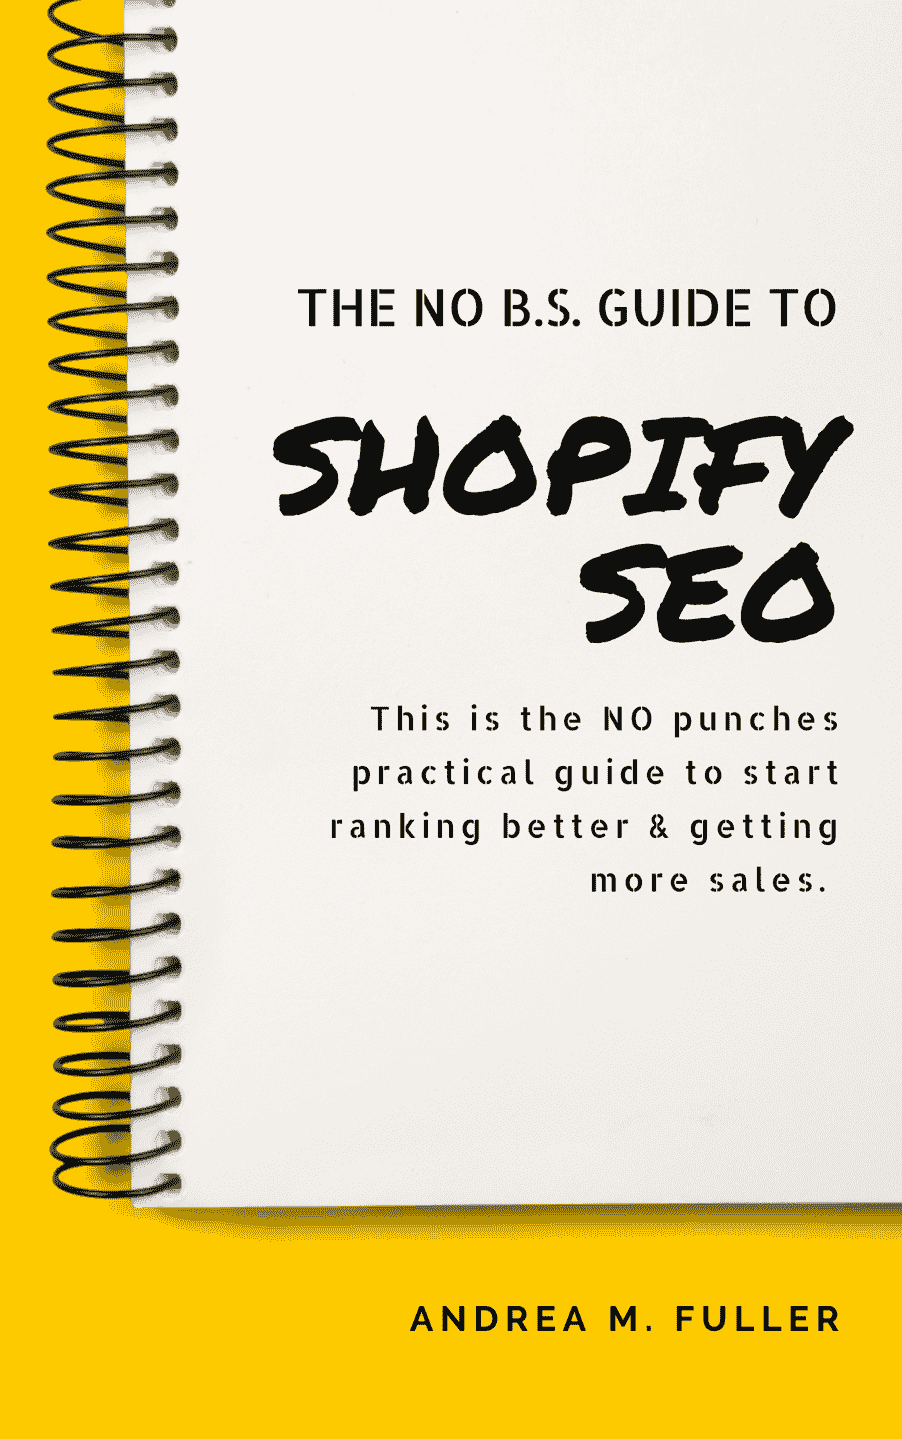 THE NO B.S. GUIDE TO
SHOPIFY
SEO
This is the NO punches
practical guide to start
ranking better & getting
more sales.
ANDREA M. FULLER